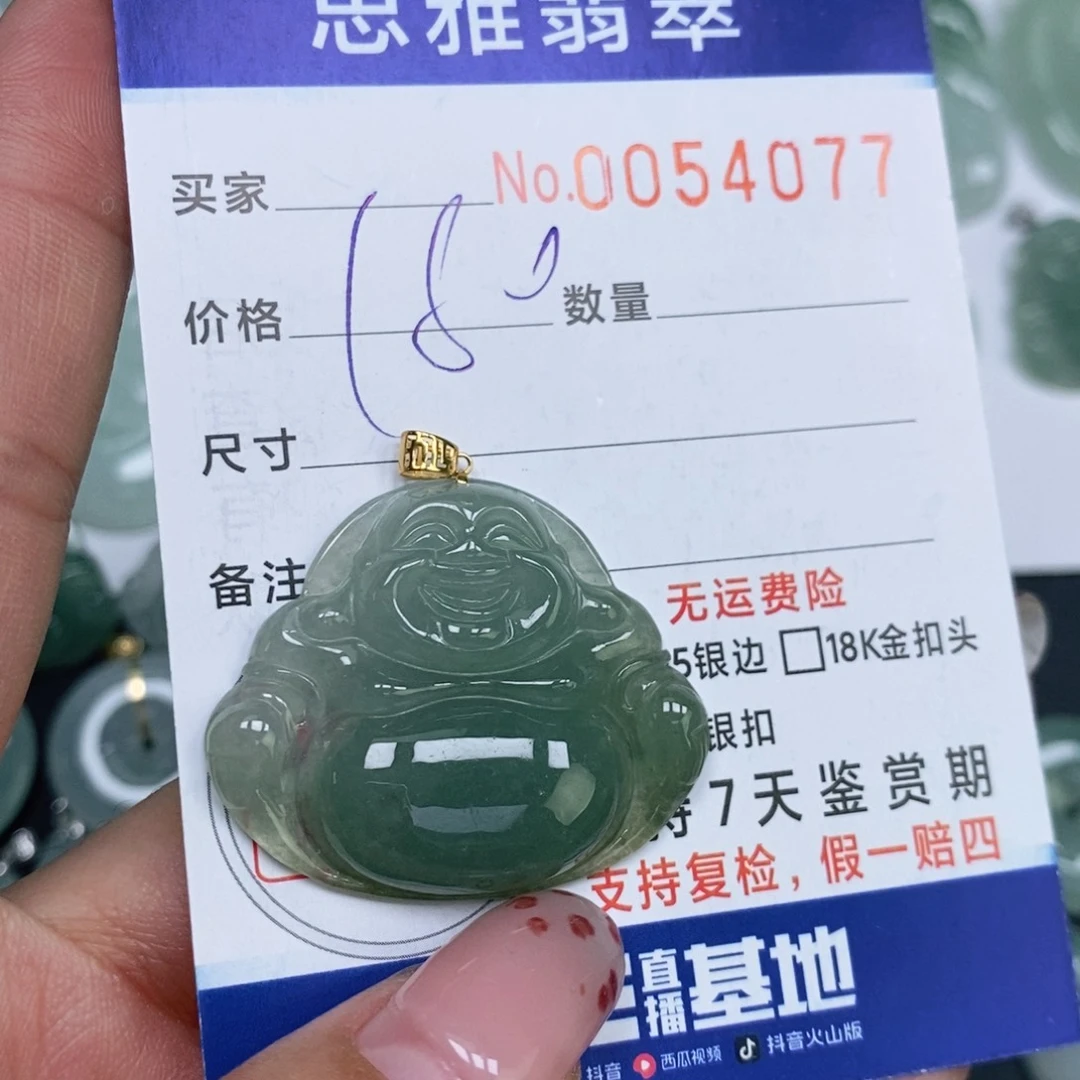 思雅翡翠
买家 No.0054077
价格 数量
尺寸
备注
无运费险
5银边 □18K金扣头
银扣
持7天鉴赏期
支持复检，假一赔四
直播基地
抖音 西瓜视频 抖音火山版